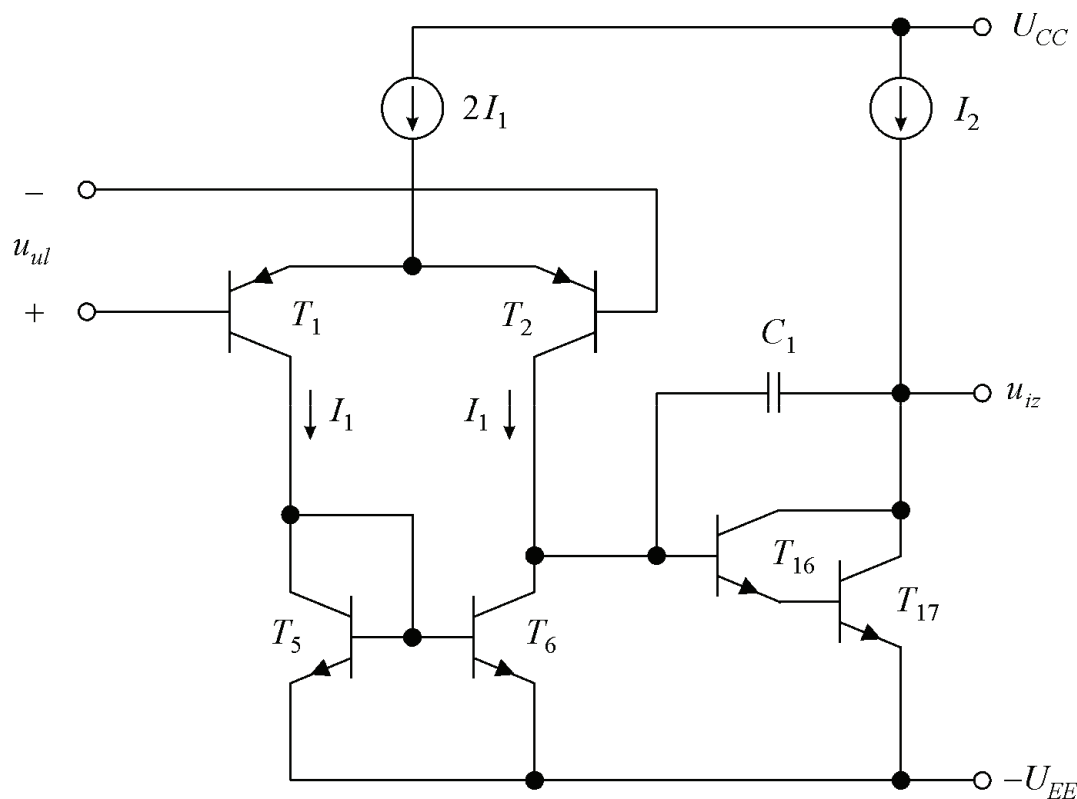 U_CC
2I_1
I_2
−
u_ul
+
T_1
T_2
C_1
I_1
I_1
u_iz
T_16
T_5
T_6
T_17
−U_EE